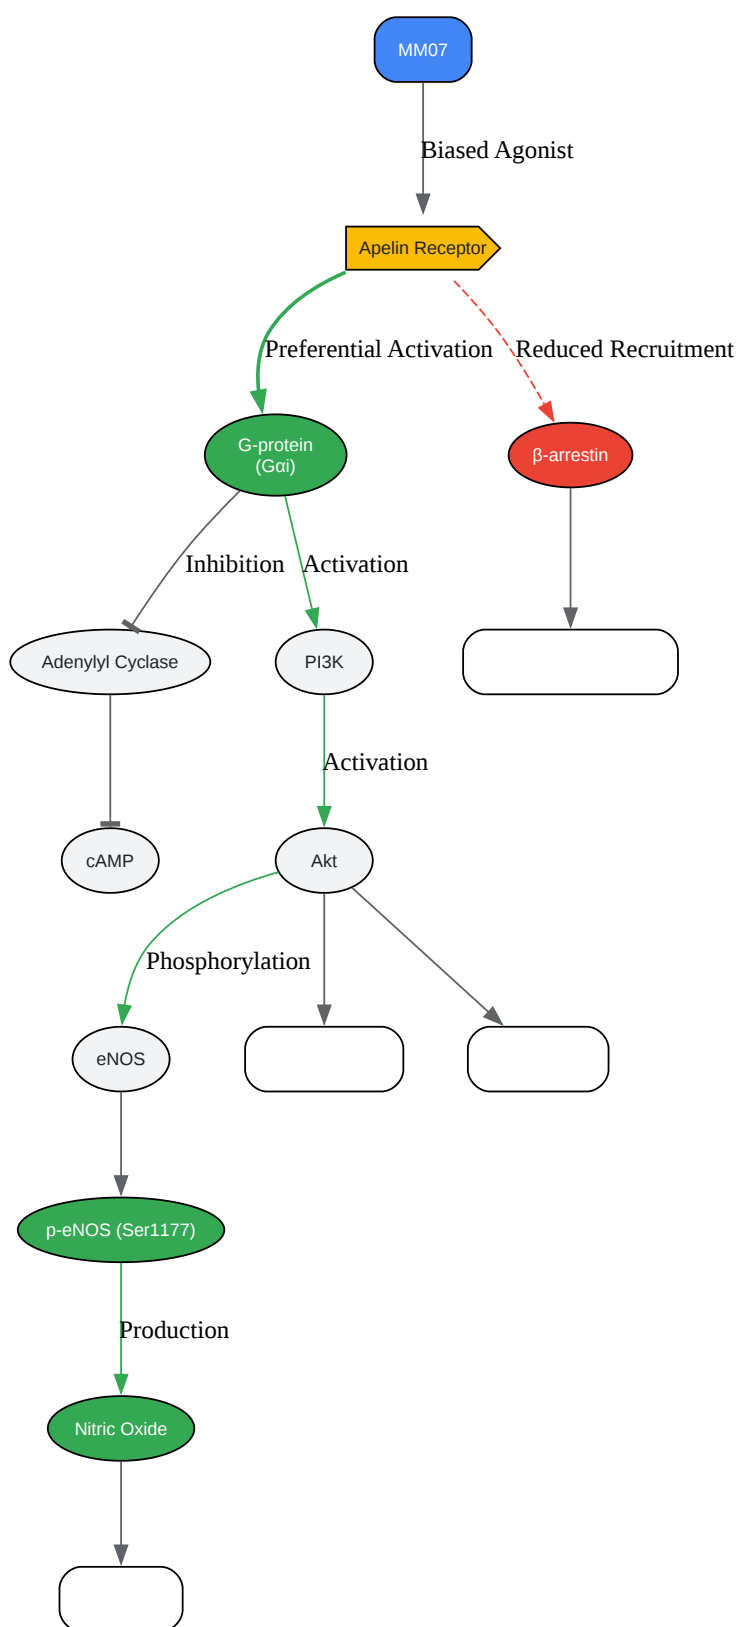 MM07
Biased Agonist
Apelin Receptor
Preferential Activation
Reduced Recruitment
G-protein
(Gαi)
β-arrestin
Inhibition
Activation
Adenylyl Cyclase
PI3K
Activation
cAMP
Akt
Phosphorylation
eNOS
p-eNOS (Ser1177)
Production
Nitric Oxide